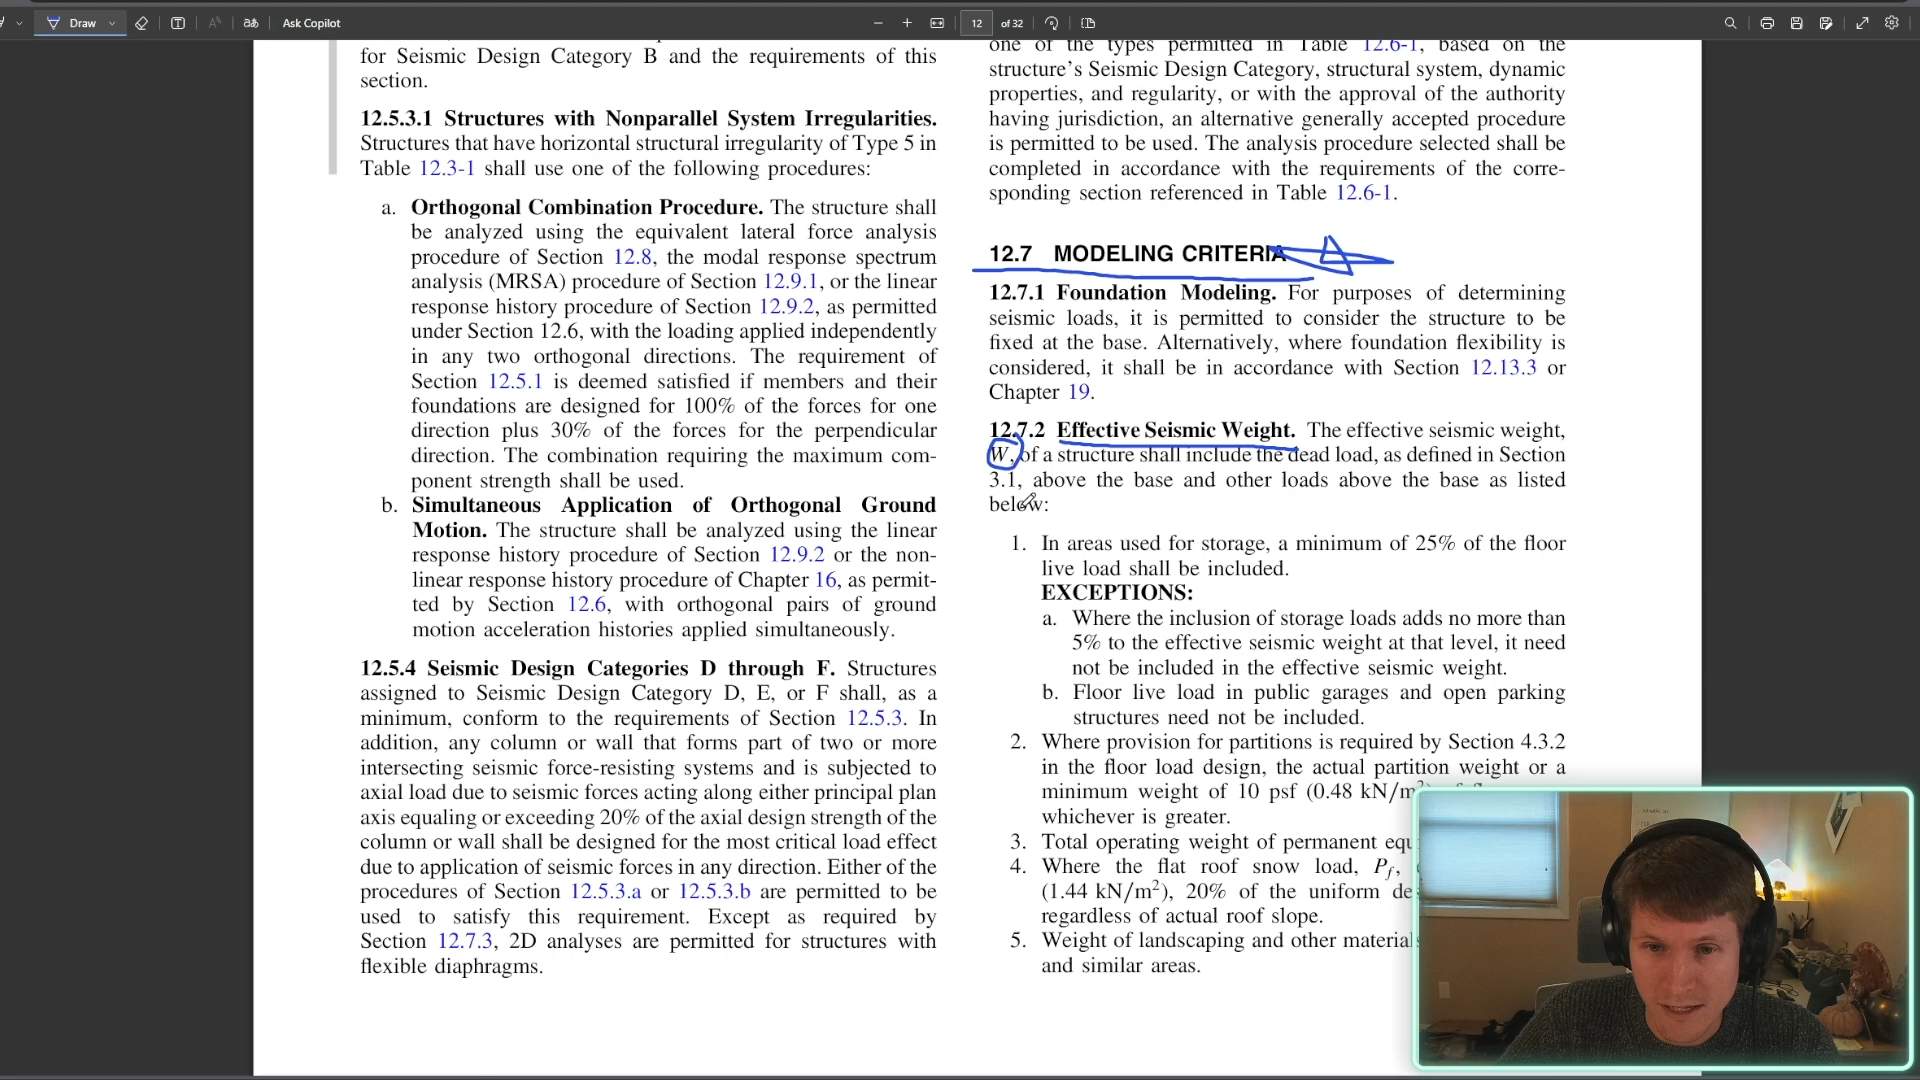 Draw
Ask Copilot
12 of 32
for Seismic Design Category B and the requirements of this
section.
12.5.3.1 Structures with Nonparallel System Irregularities.
Structures that have horizontal structural irregularity of Type 5 in
Table 12.3-1 shall use one of the following procedures:
a. Orthogonal Combination Procedure. The structure shall
be analyzed using the equivalent lateral force analysis
procedure of Section 12.8, the modal response spectrum
analysis (MRSA) procedure of Section 12.9.1, or the linear
response history procedure of Section 12.9.2, as permitted
under Section 12.6, with the loading applied independently
in any two orthogonal directions. The requirement of
Section 12.5.1 is deemed satisfied if members and their
foundations are designed for 100% of the forces for one
direction plus 30% of the forces for the perpendicular
direction. The combination requiring the maximum com-
ponent strength shall be used.
b. Simultaneous Application of Orthogonal Ground
Motion. The structure shall be analyzed using the linear
response history procedure of Section 12.9.2 or the non-
linear response history procedure of Chapter 16, as permit-
ted by Section 12.6, with orthogonal pairs of ground
motion acceleration histories applied simultaneously.
12.5.4 Seismic Design Categories D through F. Structures
assigned to Seismic Design Category D, E, or F shall, as a
minimum, conform to the requirements of Section 12.5.3. In
addition, any column or wall that forms part of two or more
intersecting seismic force-resisting systems and is subjected to
axial load due to seismic forces acting along either principal plan
axis equaling or exceeding 20% of the axial design strength of the
column or wall shall be designed for the most critical load effect
due to application of seismic forces in any direction. Either of the
procedures of Section 12.5.3.a or 12.5.3.b are permitted to be
used to satisfy this requirement. Except as required by
Section 12.7.3, 2D analyses are permitted for structures with
flexible diaphragms.
one of the types permitted in Table 12.6-1, based on the
structure's Seismic Design Category, structural system, dynamic
properties, and regularity, or with the approval of the authority
having jurisdiction, an alternative generally accepted procedure
is permitted to be used. The analysis procedure selected shall be
completed in accordance with the requirements of the corre-
sponding section referenced in Table 12.6-1.
12.7 MODELING CRITERIA
12.7.1 Foundation Modeling. For purposes of determining
seismic loads, it is permitted to consider the structure to be
fixed at the base. Alternatively, where foundation flexibility is
considered, it shall be in accordance with Section 12.13.3 or
Chapter 19.
12.7.2 Effective Seismic Weight. The effective seismic weight,
W, of a structure shall include the dead load, as defined in Section
3.1, above the base and other loads above the base as listed
below:
1. In areas used for storage, a minimum of 25% of the floor
live load shall be included.
EXCEPTIONS:
a. Where the inclusion of storage loads adds no more than
5% to the effective seismic weight at that level, it need
not be included in the effective seismic weight.
b. Floor live load in public garages and open parking
structures need not be included.
2. Where provision for partitions is required by Section 4.3.2
in the floor load design, the actual partition weight or a
minimum weight of 10 psf (0.48 kN/m²)
whichever is greater.
3. Total operating weight of permanent
4. Where the flat roof snow load, Pf,
(1.44 kN/m²), 20% of the uniform
regardless of actual roof slope.
5. Weight of landscaping and other
and similar areas.